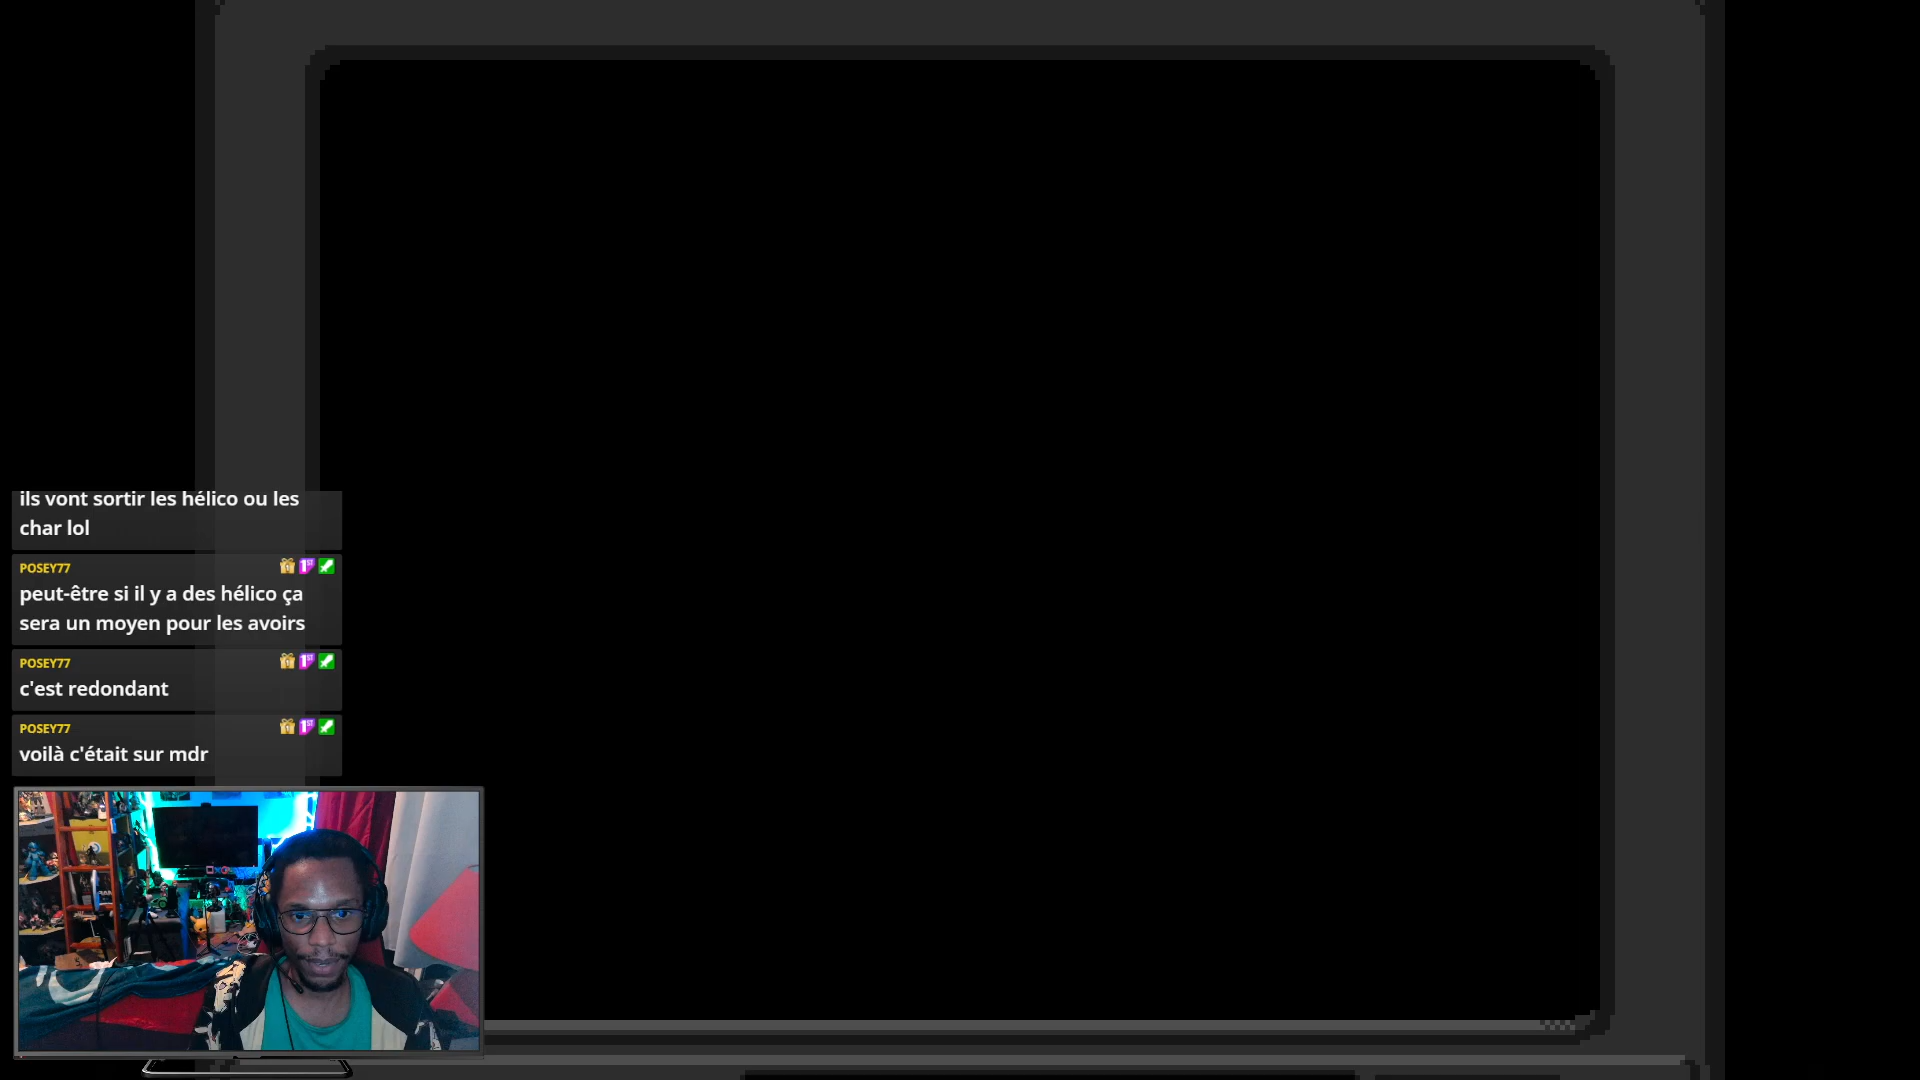 ils vont sortir les hélico ou les
char lol
POSEY77
peut-être si il y a des hélico ça
sera un moyen pour les avoirs
POSEY77
c'est redondant
POSEY77
voilà c'était sur mdr